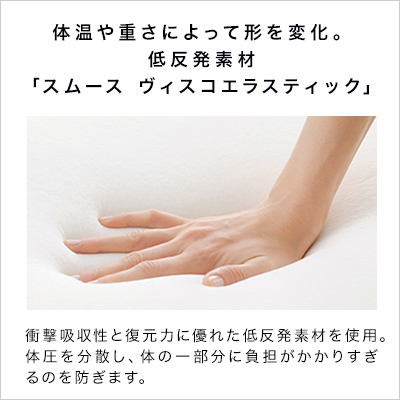 体温や重さによって形を変化。
低反発素材
「スムース ヴィスコエラスティック」
衝撃吸収性と復元力に優れた低反発素材を使用。
体圧を分散し、体の一部分に負担がかかりすぎ
るのを防ぎます。